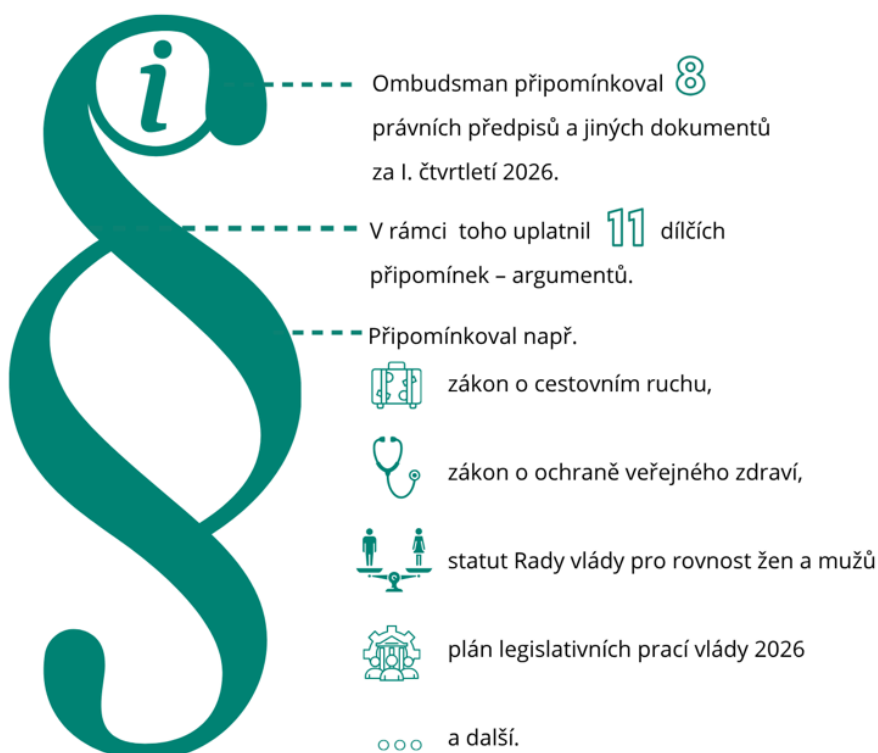 i
Ombudsman připomínkoval 8
právních předpisů a jiných dokumentů
za I. čtvrtletí 2026.
V rámci toho uplatnil 11 dílčích
připomínek – argumentů.
Připomínkoval např.
zákon o cestovním ruchu,
zákon o ochraně veřejného zdraví,
statut Rady vlády pro rovnost žen a mužů
plán legislativních prací vlády 2026
a další.